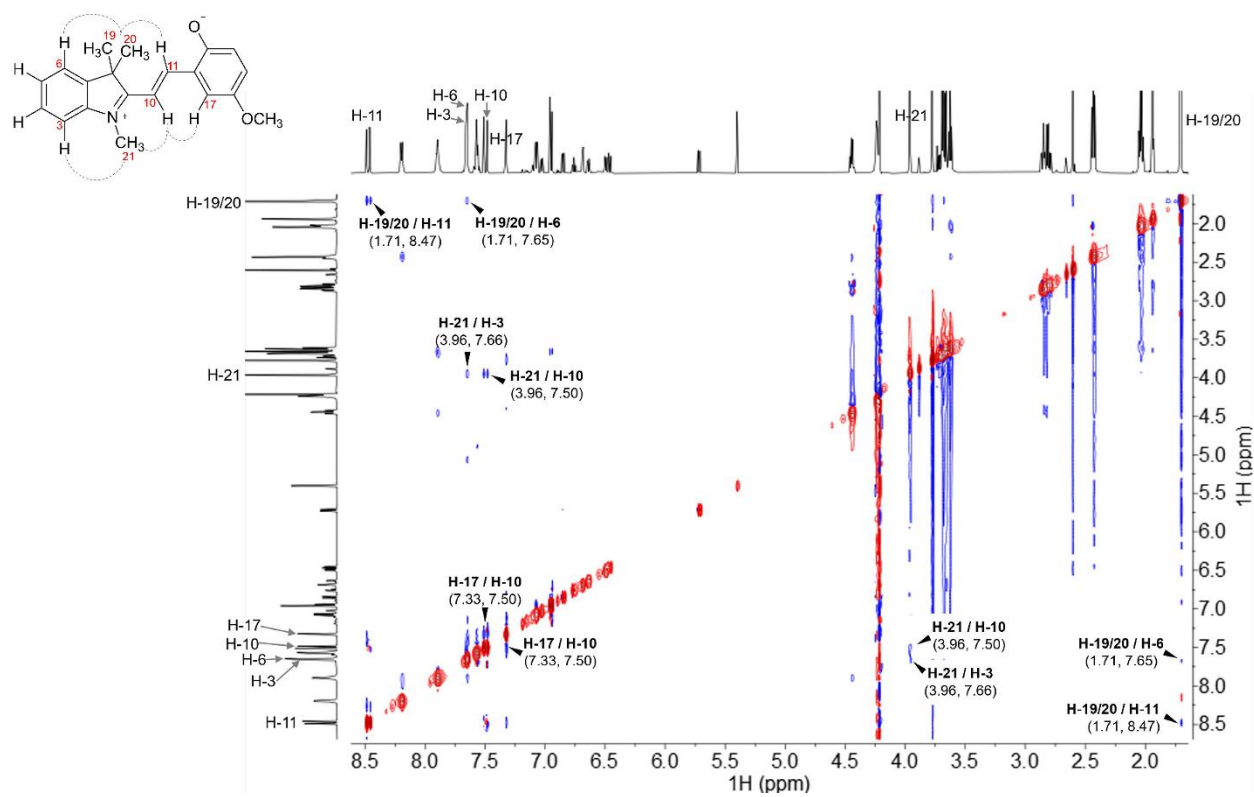 O⁻
H 19 20 H
H₃C CH₃
6
H
11
H
10 17
H
N⁺ H H
3 O
CH₃
H CH₃
21
H-10
H-6
H-3
H-11 H-17 H-21 H-19/20
H-19/20
H-19/20 / H-11
(1.71, 8.47)
H-19/20 / H-6
(1.71, 7.65)
H-21 / H-3
(3.96, 7.66)
H-21
H-21 / H-10
(3.96, 7.50)
H-17 / H-10
(7.33, 7.50)
H-17 / H-10
(7.33, 7.50)
H-21 / H-10
(3.96, 7.50)
H-21 / H-3
(3.96, 7.66)
H-19/20 / H-6
(1.71, 7.65)
H-19/20 / H-11
(1.71, 8.47)
H-17
H-10
H-6
H-3
H-11
2.0
2.5
3.0
3.5
4.0
4.5
5.0
5.5
6.0
6.5
7.0
7.5
8.0
8.5
1H (ppm)
8.5 8.0 7.5 7.0 6.5 6.0 5.5 5.0 4.5 4.0 3.5 3.0 2.5 2.0
1H (ppm)